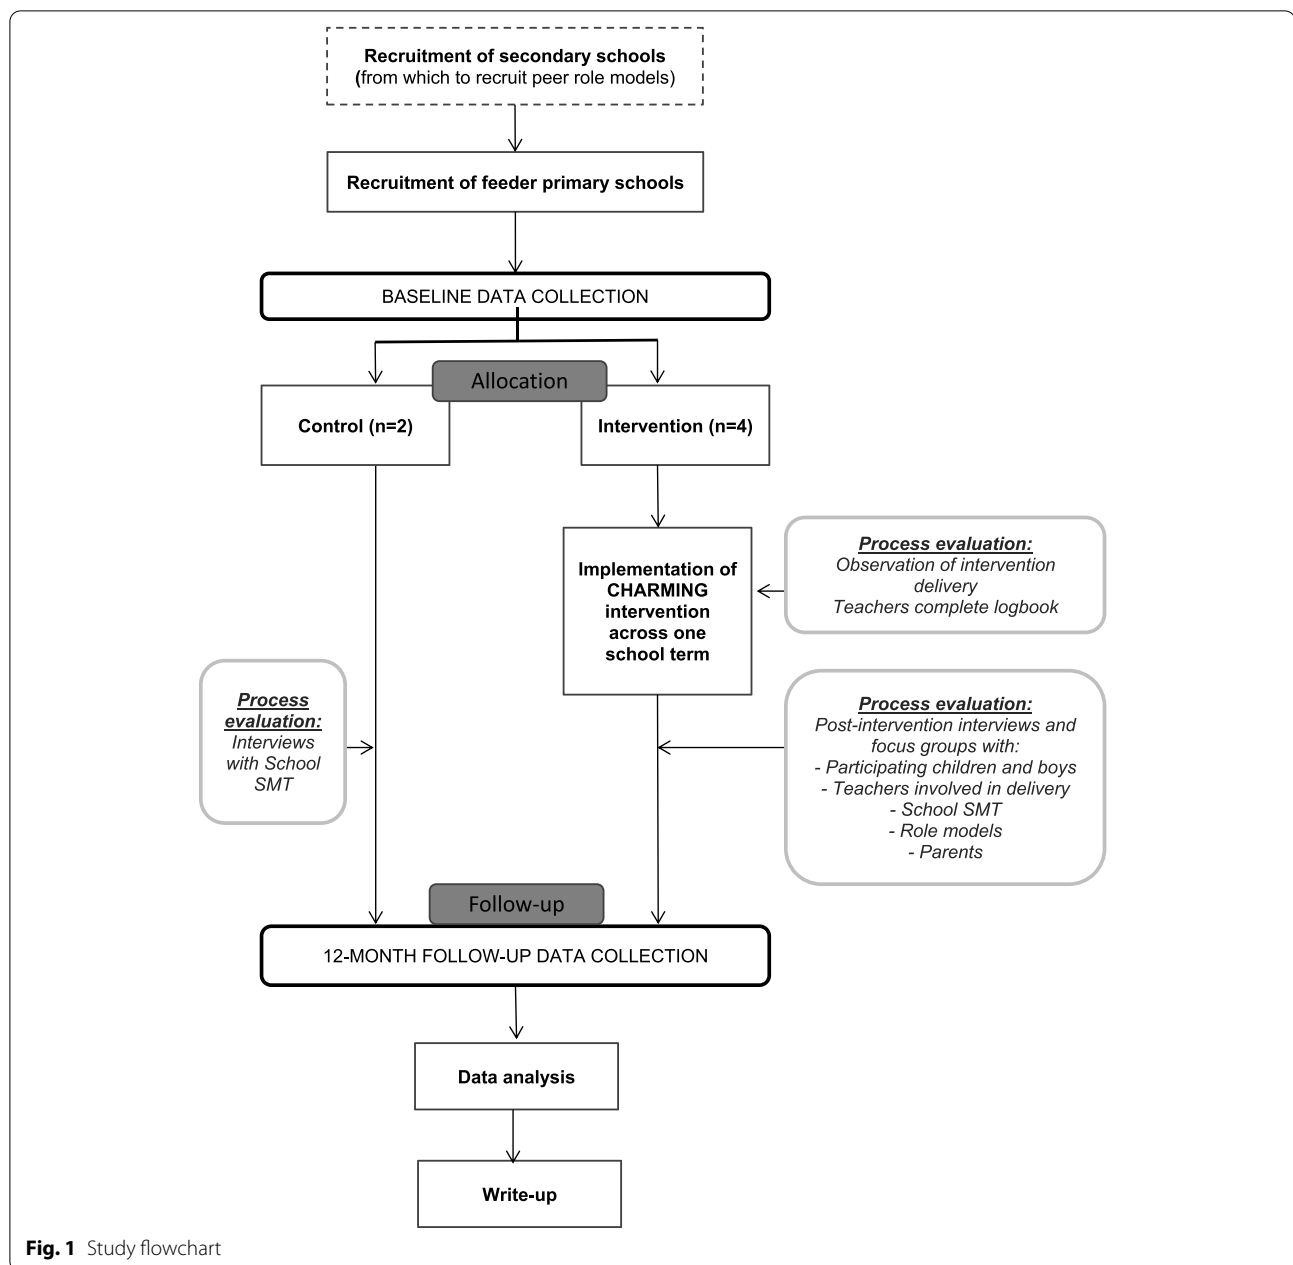 Recruitment of secondary schools
(from which to recruit peer role models)
Recruitment of feeder primary schools
BASELINE DATA COLLECTION
Allocation
Control (n=2)
Intervention (n=4)
Implementation of
CHARMING
intervention
across one
school term
Process evaluation:
Observation of intervention
delivery
Teachers complete logbook
Process
evaluation:
Interviews
with School
SMT
Process evaluation:
Post-intervention interviews and
focus groups with:
- Participating children and boys
- Teachers involved in delivery
- School SMT
- Role models
- Parents
Follow-up
12-MONTH FOLLOW-UP DATA COLLECTION
Data analysis
Write-up
Fig. 1 Study flowchart